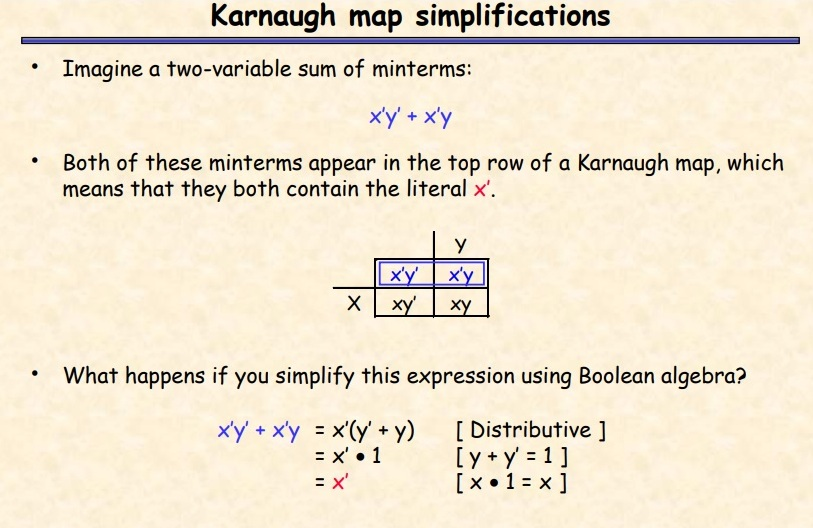 Karnaugh map simplifications
• Imagine a two-variable sum of minterms:
x'y' + x'y
• Both of these minterms appear in the top row of a Karnaugh map, which
means that they both contain the literal x'.
Y
x'y' x'y
X xy' xy
• What happens if you simplify this expression using Boolean algebra?
x'y' + x'y = x'(y' + y) [ Distributive ]
= x' • 1 [ y + y' = 1 ]
= x' [ x • 1 = x ]